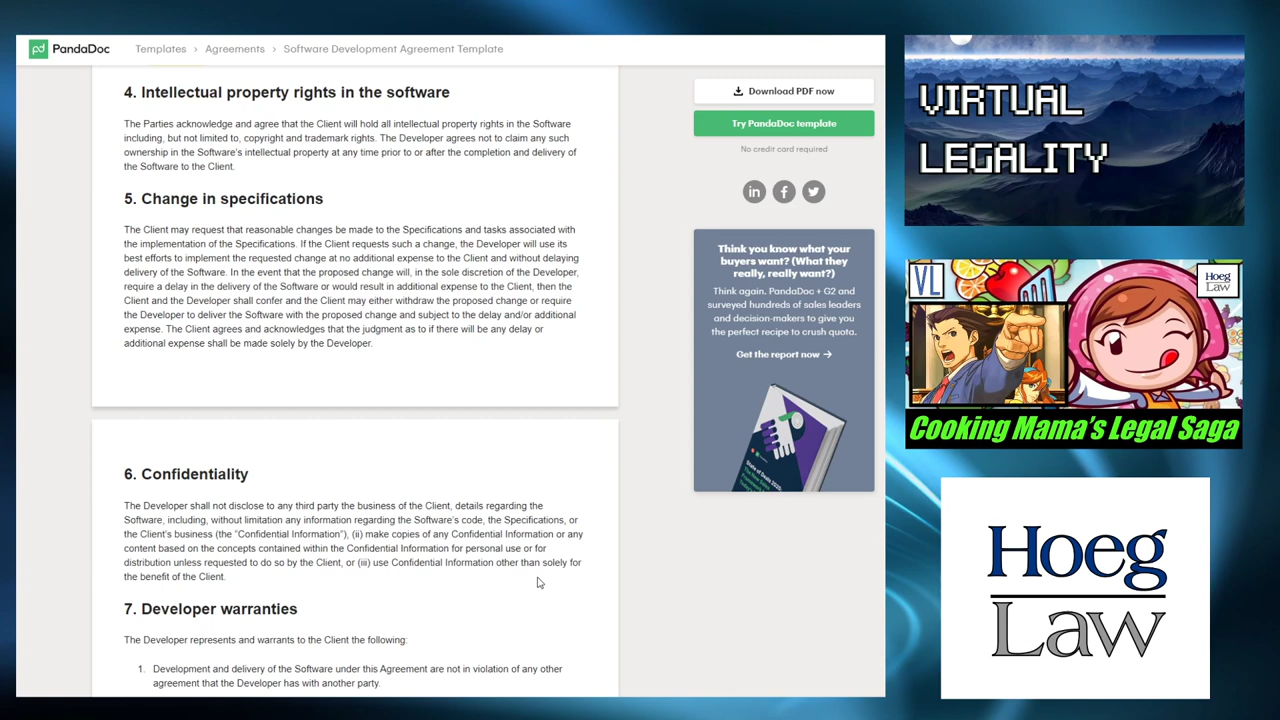 pd PandaDoc Templates > Agreements > Software Development Agreement Template
4. Intellectual property rights in the software
The Parties acknowledge and agree that the Client will hold all intellectual property rights in the Software
including, but not limited to, copyright and trademark rights. The Developer agrees not to claim any such
ownership in the Software's intellectual property at any time prior to or after the completion and delivery of
the Software to the Client.
5. Change in specifications
The Client may request that reasonable changes be made to the Specifications and tasks associated with
the implementation of the Specifications. If the Client requests such a change, the Developer will use its
best efforts to implement the requested change at no additional expense to the Client and without delaying
delivery of the Software. In the event that the proposed change will, in the sole discretion of the Developer,
require a delay in the delivery of the Software or would result in additional expense to the Client, then the
Client and the Developer shall confer and the Client may either withdraw the proposed change or require
the Developer to deliver the Software with the proposed change and subject to the delay and/or additional
expense. The Client agrees and acknowledges that the judgment as to if there will be any delay or
additional expense shall be made solely by the Developer.
6. Confidentiality
The Developer shall not disclose to any third party the business of the Client, details regarding the
Software, including, without limitation any information regarding the Software's code, the Specifications, or
the Client's business (the "Confidential Information"), (ii) make copies of any Confidential Information or any
content based on the concepts contained within the Confidential Information for personal use or for
distribution unless requested to do so by the Client, or (iii) use Confidential Information other than solely for
the benefit of the Client.
7. Developer warranties
The Developer represents and warrants to the Client the following:
1. Development and delivery of the Software under this Agreement are not in violation of any other
agreement that the Developer has with another party.
Download PDF now
Try PandaDoc template
No credit card required
in f
Think you know what your
buyers want? (What they
really, really want?)
Think again. PandaDoc + G2 and
surveyed hundreds of sales leaders
and decision-makers to give you
the perfect recipe to crush quota.
Get the report now →
State of Deals 2020:
VIRTUAL
LEGALITY
VL
Hoeg
Law
Cooking Mama's Legal Saga
Hoeg
Law